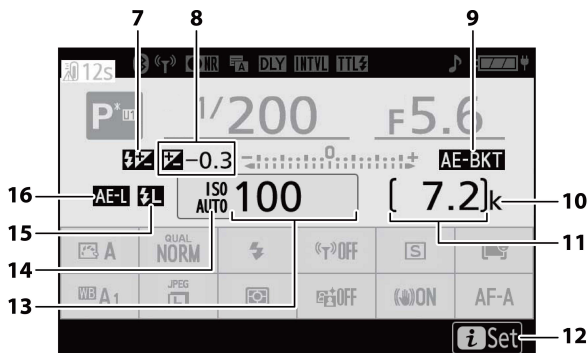 7 8 9
12s NR DLY INTVL TTL
P* U1 1/200 F5.6
-0.3 - 0 + AE-BKT
16 AE-L L ISO AUTO 100 [ 7.2]k 10
15 14 13 11
A QUAL NORM OFF S
WB A1 JPEG L OFF ON AF-A
i Set 12